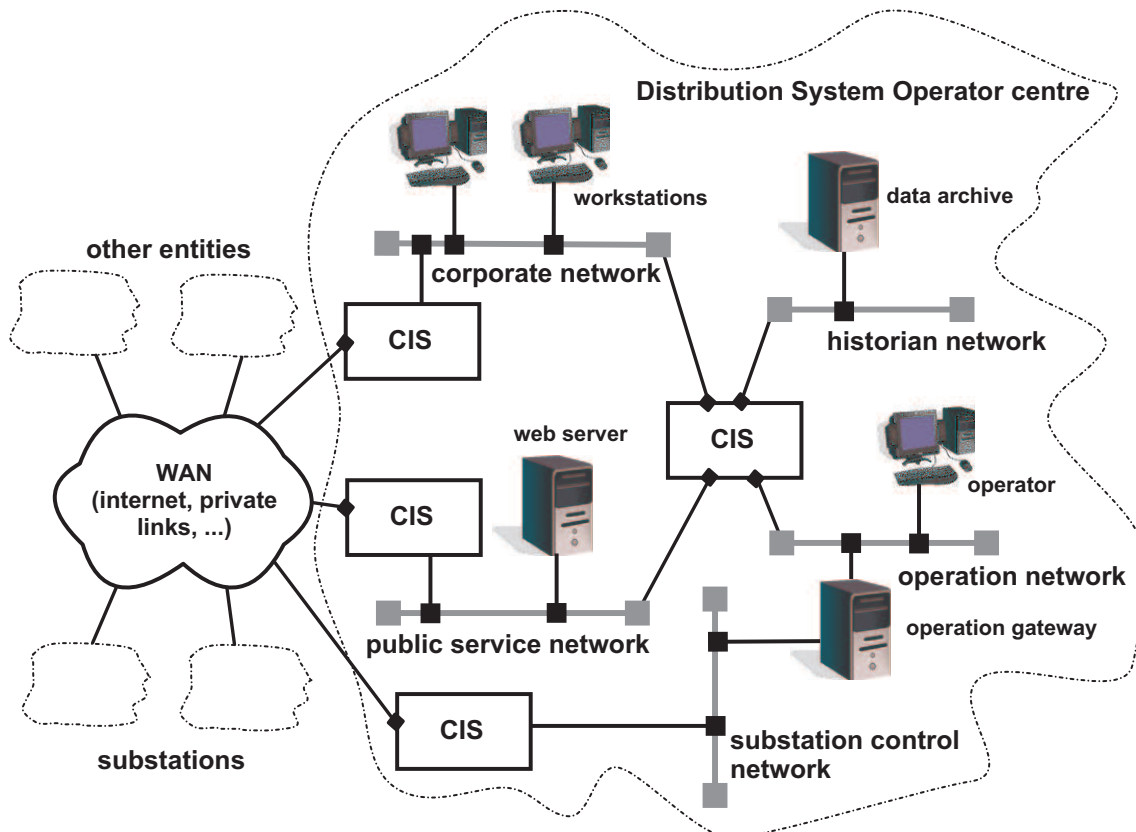 Distribution System Operator centre
workstations
data archive
other entities
corporate network
CIS
historian network
web server
CIS
operator
WAN
(internet, private
links, ...)
CIS
operation network
public service network
operation gateway
CIS
substation control
network
substations